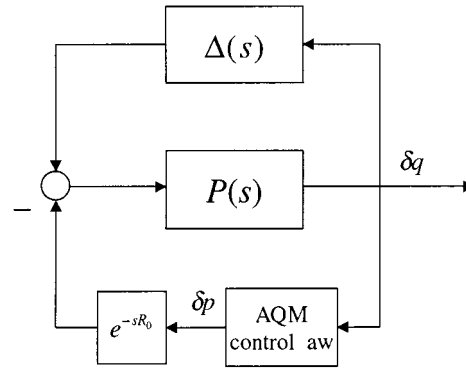 Δ(s)
δq
P(s)
−
δp
e^{-sR_0}
AQM
control aw